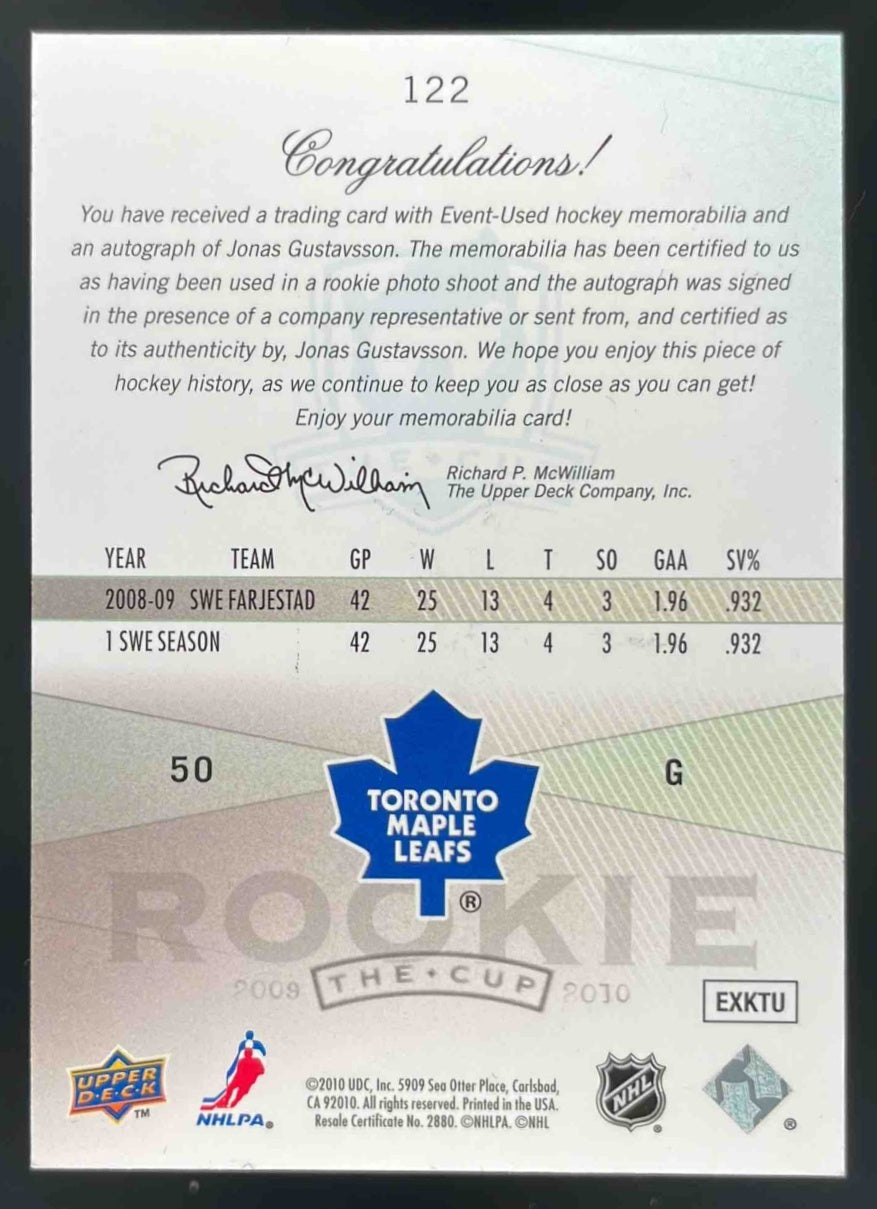 122
Congratulations!
You have received a trading card with Event-Used hockey memorabilia and
an autograph of Jonas Gustavsson. The memorabilia has been certified to us
as having been used in a rookie photo shoot and the autograph was signed
in the presence of a company representative or sent from, and certified as
to its authenticity by, Jonas Gustavsson. We hope you enjoy this piece of
hockey history, as we continue to keep you as close as you can get!
Enjoy your memorabilia card!
Richard McWilliam
Richard P. McWilliam
The Upper Deck Company, Inc.
YEAR TEAM GP W L T SO GAA SV%
2008-09 SWE FARJESTAD 42 25 13 4 3 1.96 .932
1 SWE SEASON 42 25 13 4 3 1.96 .932
50 G
TORONTO
MAPLE
LEAFS
®
ROOKIE
2009 THE • CUP 2010
EXKTU
UPPER
D•E•C•K
TM
NHLPA®
©2010 UDC, Inc. 5909 Sea Otter Place, Carlsbad,
CA 92010. All rights reserved. Printed in the USA.
Resale Certificate No. 2880. ©NHLPA. ©NHL
NHL
®
®